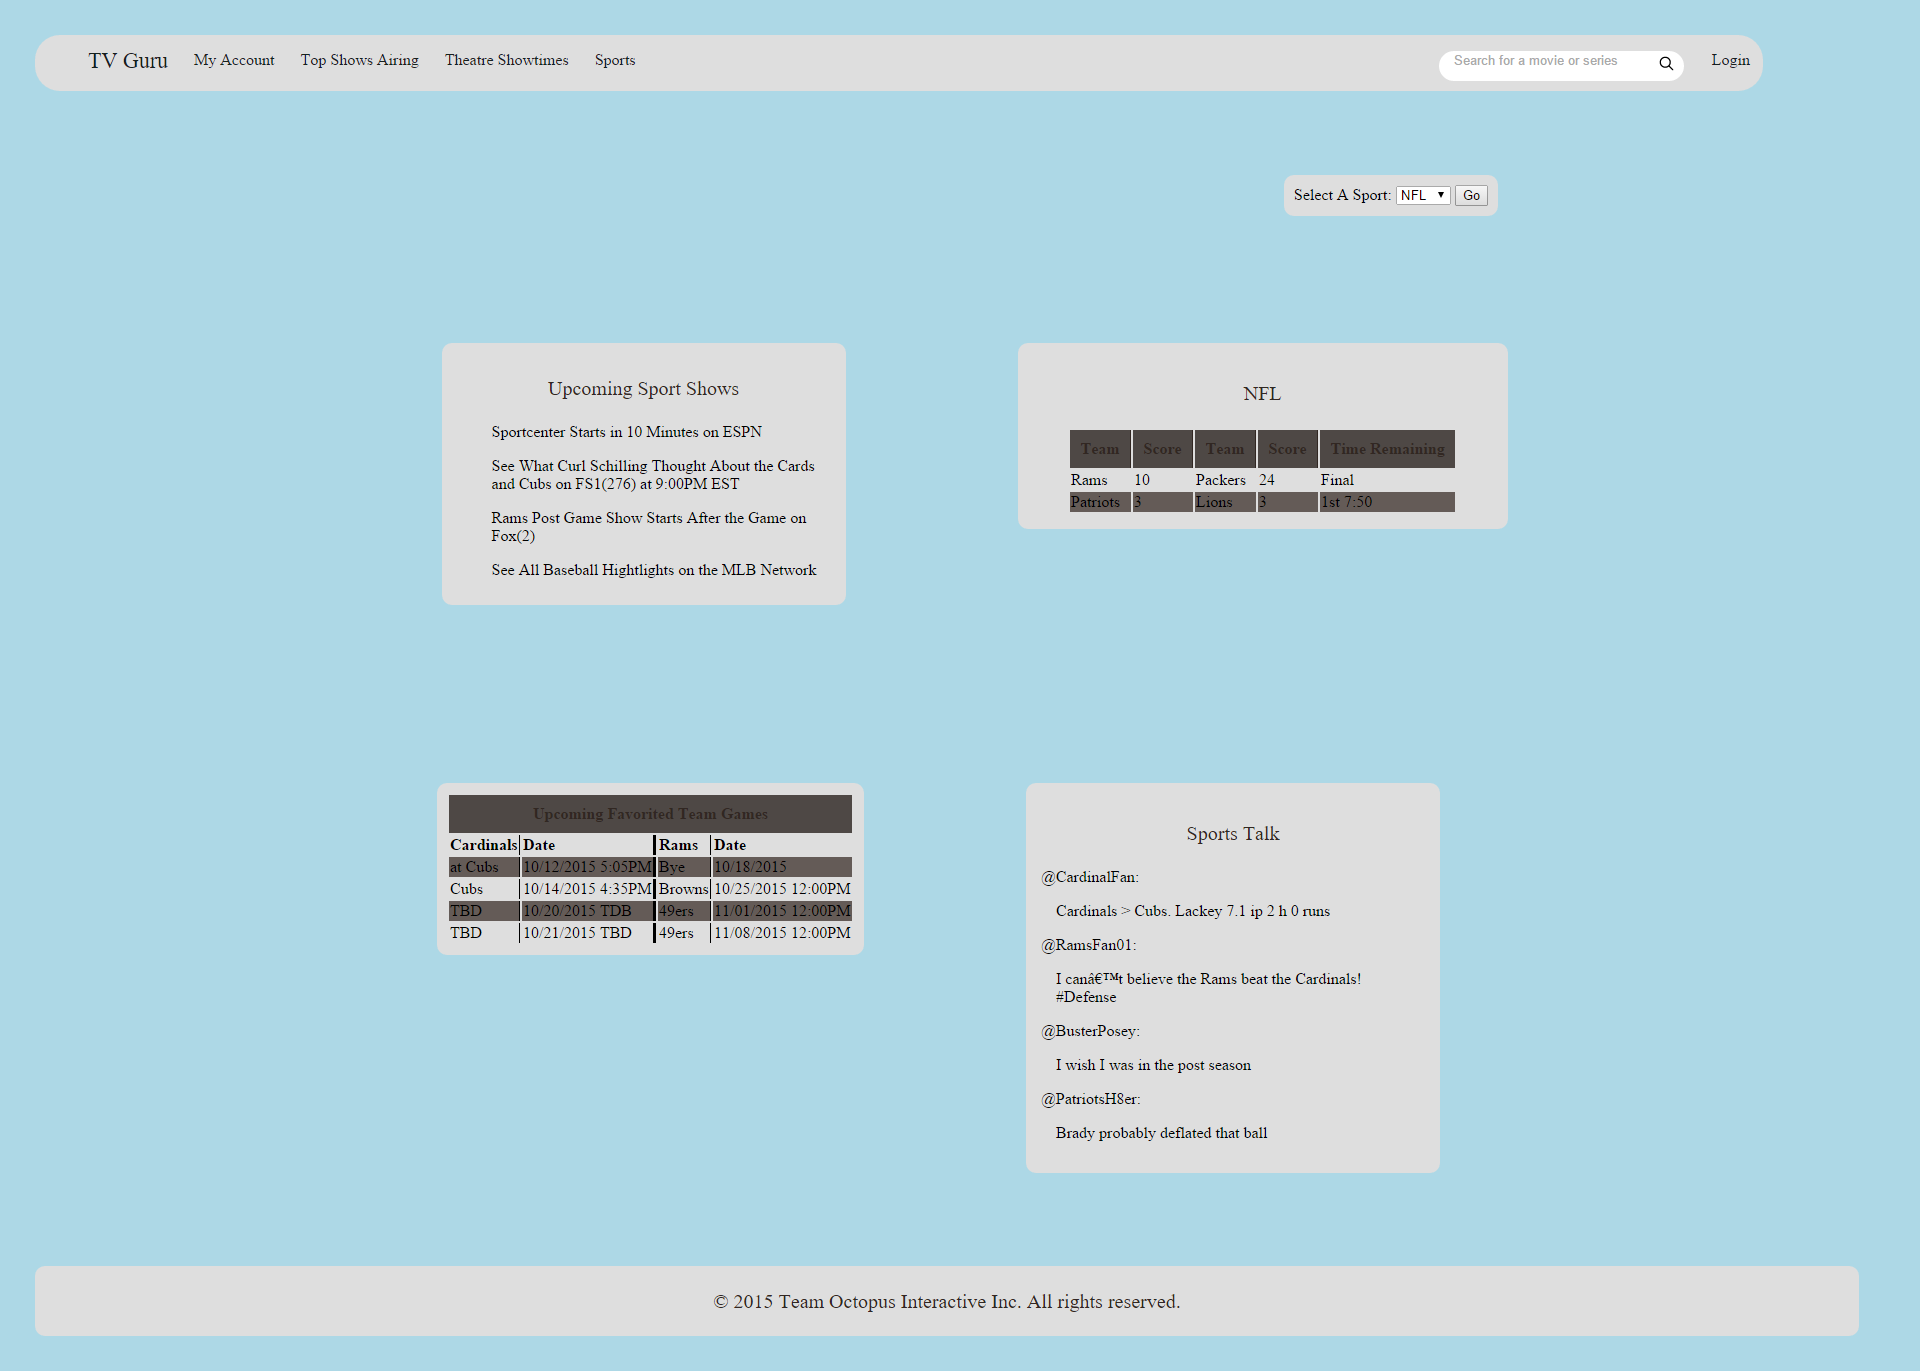 TV Guru My Account Top Shows Airing Theatre Showtimes Sports Search for a movie or series Login
Select A Sport: NFL Go
Upcoming Sport Shows
Sportcenter Starts in 10 Minutes on ESPN
See What Curl Schilling Thought About the Cards
and Cubs on FS1(276) at 9:00PM EST
Rams Post Game Show Starts After the Game on
Fox(2)
See All Baseball Hightlights on the MLB Network
NFL
Team Score Team Score Time Remaining
Rams 10 Packers 24 Final
Patriots 3 Lions 3 1st 7:50
Upcoming Favorited Team Games
Cardinals Date Rams Date
at Cubs 10/12/2015 5:05PM Bye 10/18/2015
Cubs 10/14/2015 4:35PM Browns 10/25/2015 12:00PM
TBD 10/20/2015 TDB 49ers 11/01/2015 12:00PM
TBD 10/21/2015 TBD 49ers 11/08/2015 12:00PM
Sports Talk
@CardinalFan:
Cardinals > Cubs. Lackey 7.1 ip 2 h 0 runs
@RamsFan01:
I canâ€™t believe the Rams beat the Cardinals!
#Defense
@BusterPosey:
I wish I was in the post season
@PatriotsH8er:
Brady probably deflated that ball
© 2015 Team Octopus Interactive Inc. All rights reserved.